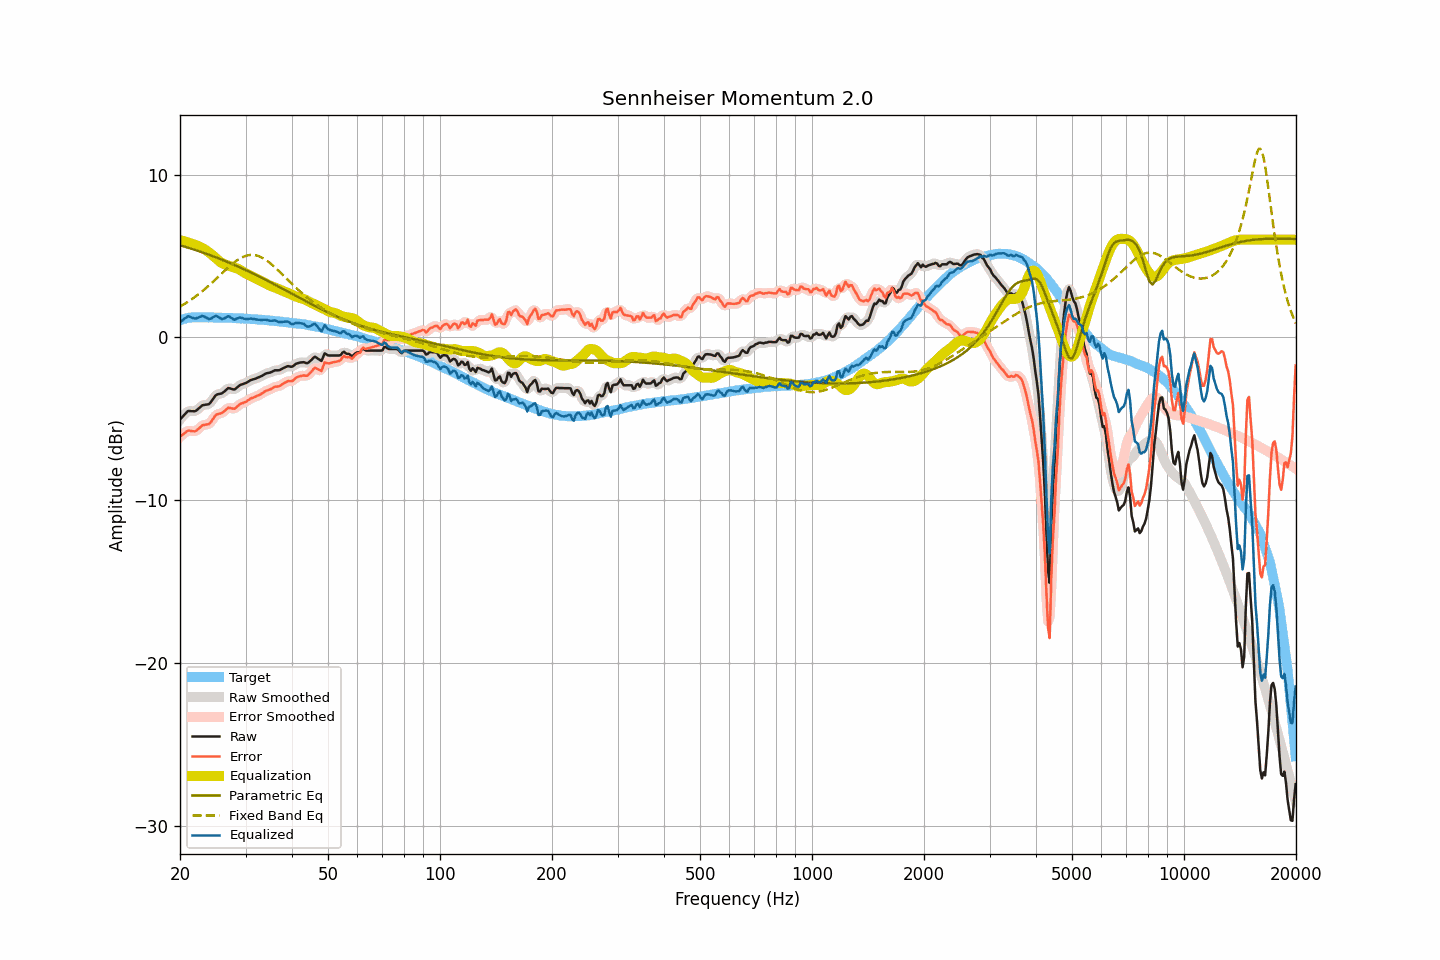 Sennheiser Momentum 2.0
10
0
−10
−20
−30
Amplitude (dBr)
Target
Raw Smoothed
Error Smoothed
Raw
Error
Equalization
Parametric Eq
Fixed Band Eq
Equalized
20 50 100 200 500 1000 2000 5000 10000 20000
Frequency (Hz)